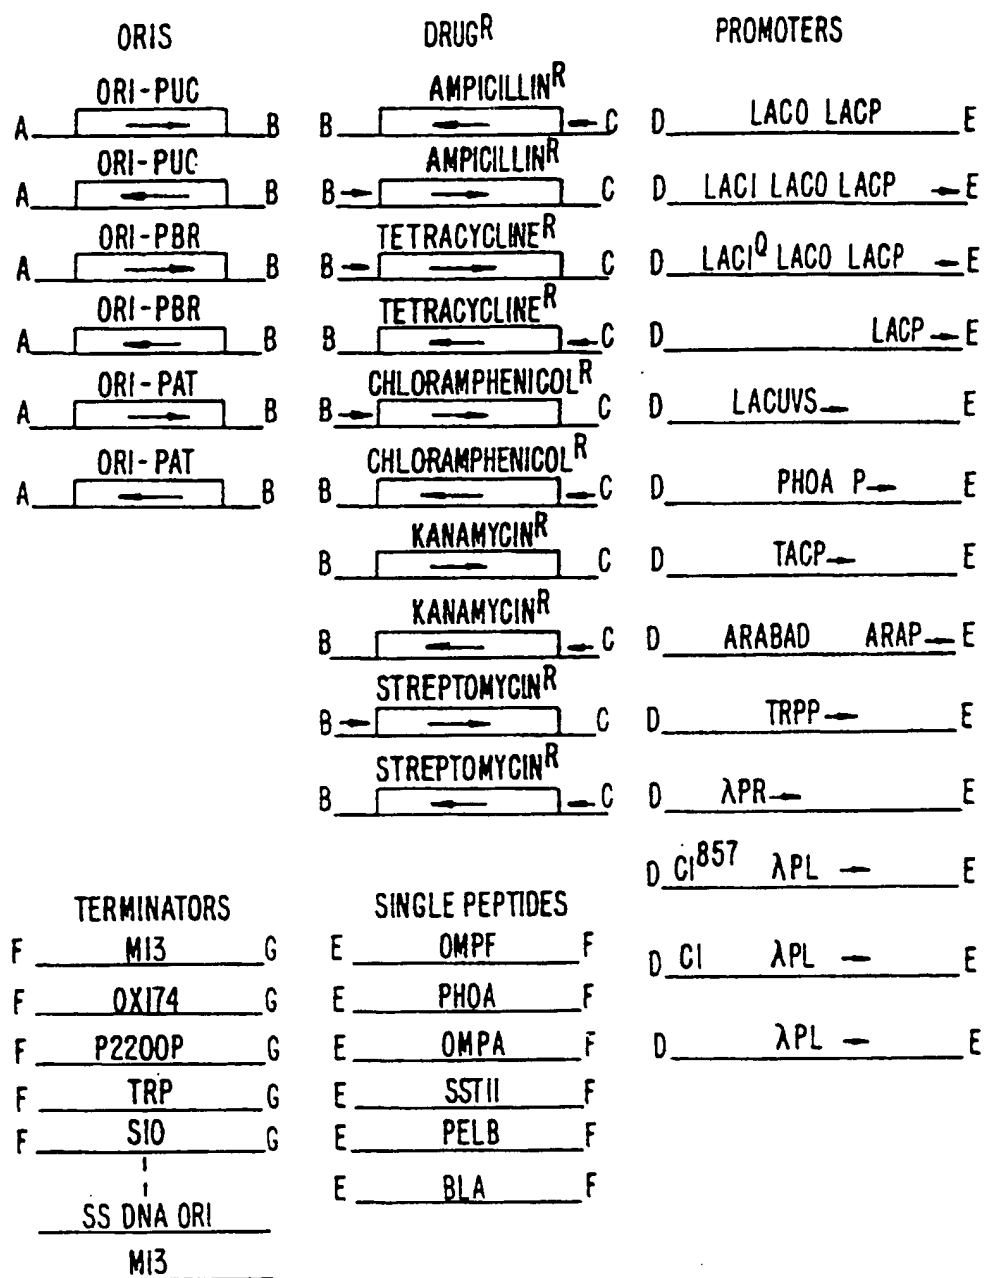 ORIS
ORI-PUC
A B
ORI-PUC
A B
ORI-PBR
A B
ORI-PBR
A B
ORI-PAT
A B
ORI-PAT
A B
DRUGR
AMPICILLINR
B C
AMPICILLINR
B C
TETRACYCLINER
B C
TETRACYCLINER
B C
CHLORAMPHENICOLR
B C
CHLORAMPHENICOLR
B C
KANAMYCINR
B C
KANAMYCINR
B C
STREPTOMYCINR
B C
STREPTOMYCINR
B C
PROMOTERS
D LACO LACP E
D LACI LACO LACP E
D LACIQ LACO LACP E
D LACP E
D LACUVS E
D PHOA P E
D TACP E
D ARABAD ARAP E
D TRPP E
D λPR E
D CI857 λPL E
D CI λPL E
D λPL E
TERMINATORS
F M13 G
F OX174 G
F P2200P G
F TRP G
F S10 G
SS DNA ORI
M13
SINGLE PEPTIDES
E OMPF F
E PHOA F
E OMPA F
E SSTII F
E PELB F
E BLA F